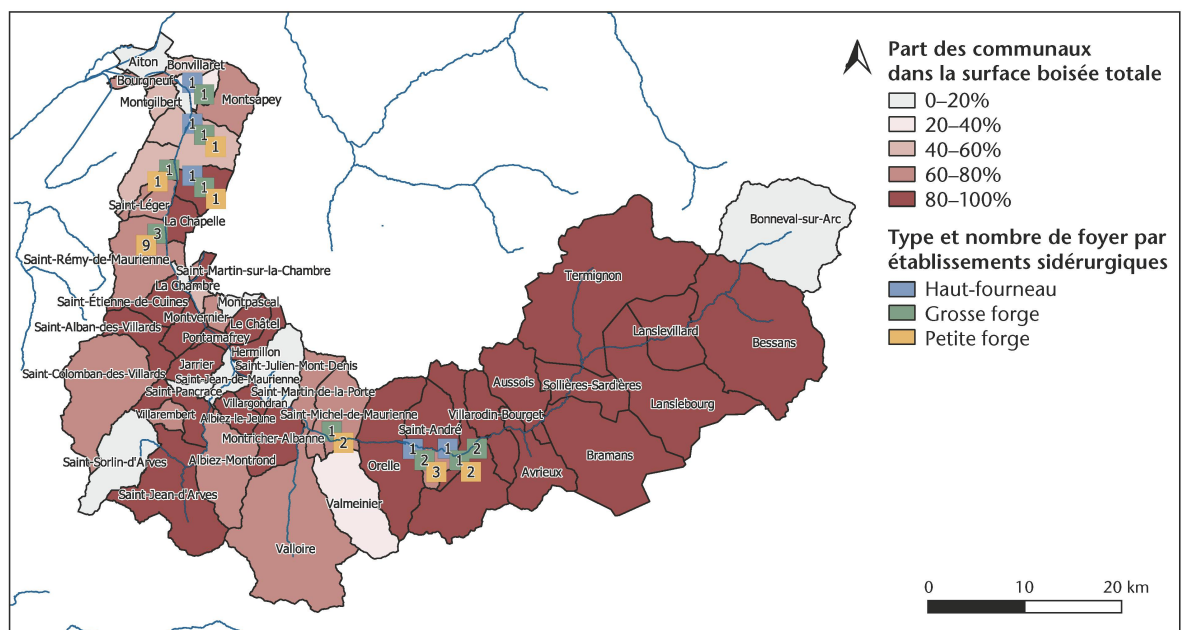 Aiton
Bonvillaret
Bourgneuf
1
1
Montgilbert
Montsapey
1
1
1
1
1
1
1
1
Saint-Léger
La Chapelle
3
9
Saint-Rémy-de-Maurienne
Saint-Martin-sur-la-Chambre
La Chambre
Saint-Étienne-de-Cuines
Montpascal
Montvernier
Le Châtel
Saint-Alban-des-Villards
Pontamafrey
Hermillon
Jarrier
Saint-Julien-Mont-Denis
Saint-Colomban-des-Villards
Saint-Jean-de-Maurienne
Saint-Pancrace
Saint-Martin-de-la-Porte
Villargondran
Villarembert
Albiez-le-Jeune
Saint-Michel-de-Maurienne
Montricher-Albanne
1
2
Saint-Sorlin-d'Arves
Albiez-Montrond
Saint-Jean-d'Arves
Orelle
Valmeinier
Valloire
Saint-André
1
1
2
2
1
3
2
Villarodin-Bourget
Aussois
Sollières-Sardières
Avrieux
Bramans
Termignon
Lanslevillard
Lanslebourg
Bessans
Bonneval-sur-Arc
Part des communaux
dans la surface boisée totale
0–20%
20–40%
40–60%
60–80%
80–100%
Type et nombre de foyer par
établissements sidérurgiques
Haut-fourneau
Grosse forge
Petite forge
0 10 20 km